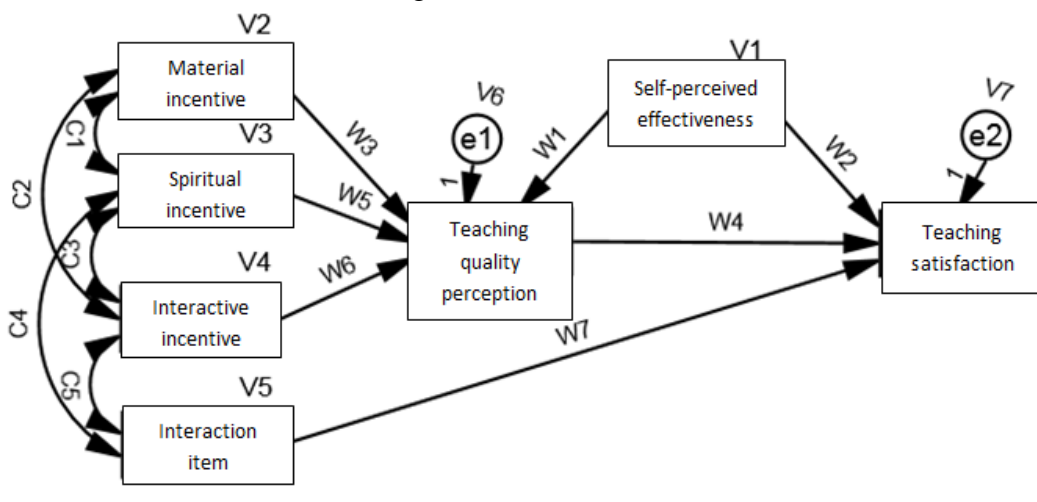 V2
Material
incentive
V1
Self-perceived
effectiveness
V6
e1
1
V7
e2
1
C1
C2
V3
Spiritual
incentive
W3
W5
W1
W2
C3
C4
V4
Interactive
incentive
W6
Teaching
quality
perception
W4
Teaching
satisfaction
C5
V5
Interaction
item
W7